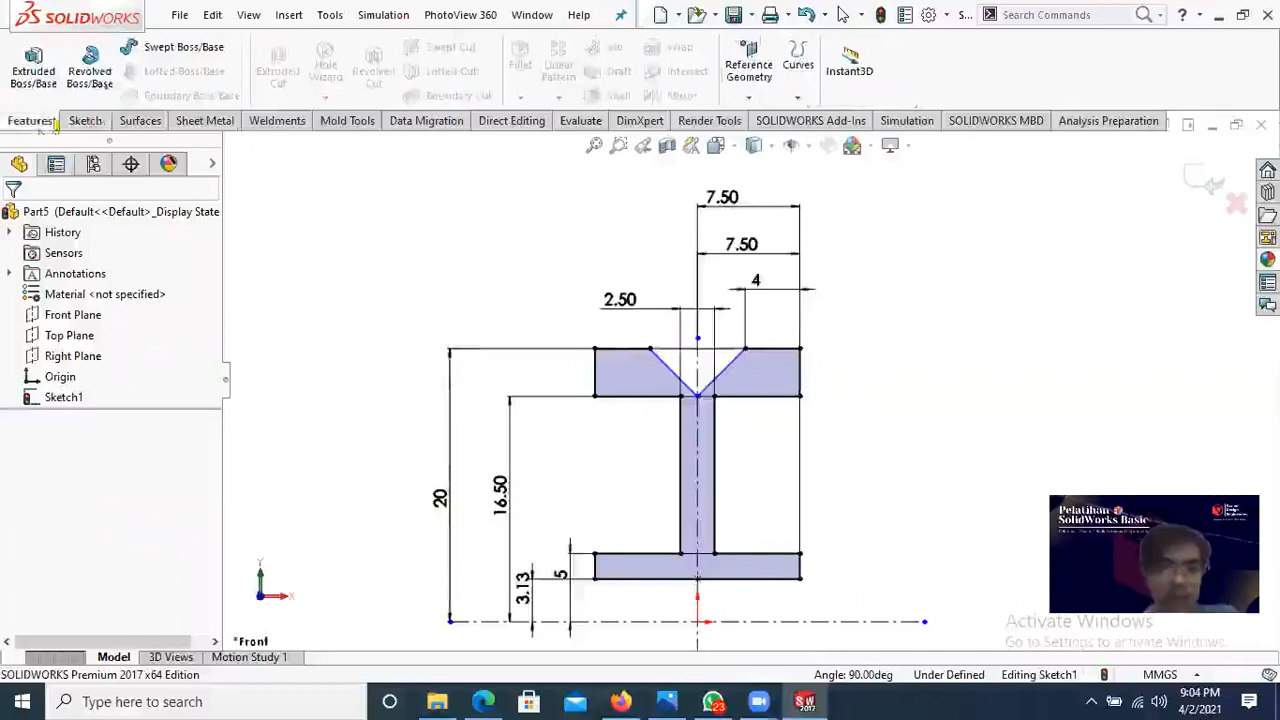 SOLIDWORKS File Edit View Insert Tools Simulation PhotoView 360 Window Help S... Search Commands
Extruded Boss/Base
Revolved Boss/Base
Swept Boss/Base
Lofted Boss/Base
Boundary Boss/Base
Extruded Cut
Hole Wizard
Revolved Cut
Swept Cut
Lofted Cut
Boundary Cut
Fillet
Linear Pattern
Rib
Draft
Shell
Wrap
Intersect
Mirror
Reference Geometry
Curves
Instant3D
Features Sketch Surfaces Sheet Metal Weldments Mold Tools Data Migration Direct Editing Evaluate DimXpert Render Tools SOLIDWORKS Add-Ins Simulation SOLIDWORKS MBD Analysis Preparation
Part5 (Default<<Default>_Display State
History
Sensors
Annotations
Material <not specified>
Front Plane
Top Plane
Right Plane
Origin
Sketch1
7.50
7.50
4
2.50
20
16.50
5
3.13
Y
X
*Front
Pelatihan
SolidWorks Basic
Activate Windows
Go to Settings to activate Windows.
Model 3D Views Motion Study 1
SOLIDWORKS Premium 2017 x64 Edition Angle: 90.00deg Under Defined Editing Sketch1 MMGS
Type here to search
23
SW
2017
9:04 PM
4/2/2021